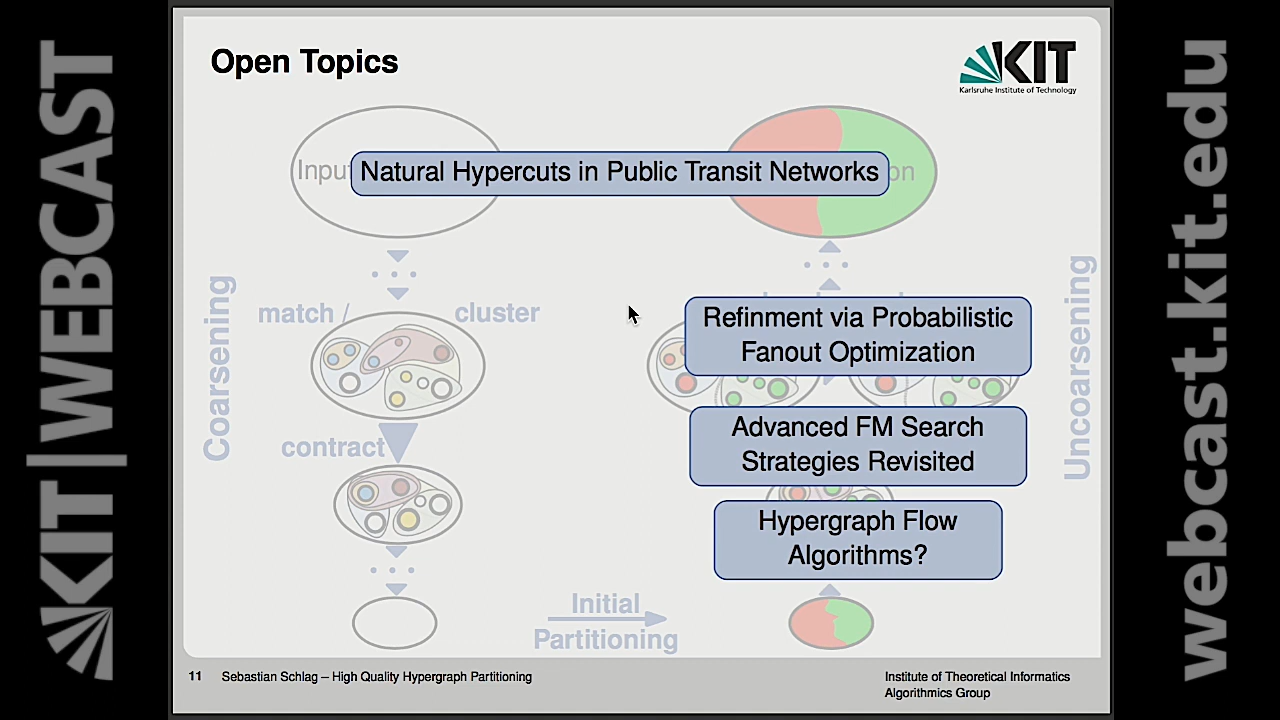 KIT|WEBCAST
Open Topics
KIT
Karlsruhe Institute of Technology
Input
Natural Hypercuts in Public Transit Networks
on
Coarsening
match /
cluster
Refinment via Probabilistic
Fanout Optimization
contract
Advanced FM Search
Strategies Revisited
Hypergraph Flow
Algorithms?
Initial
Partitioning
Uncoarsening
11
Sebastian Schlag – High Quality Hypergraph Partitioning
Institute of Theoretical Informatics
Algorithmics Group
webcast.kit.edu